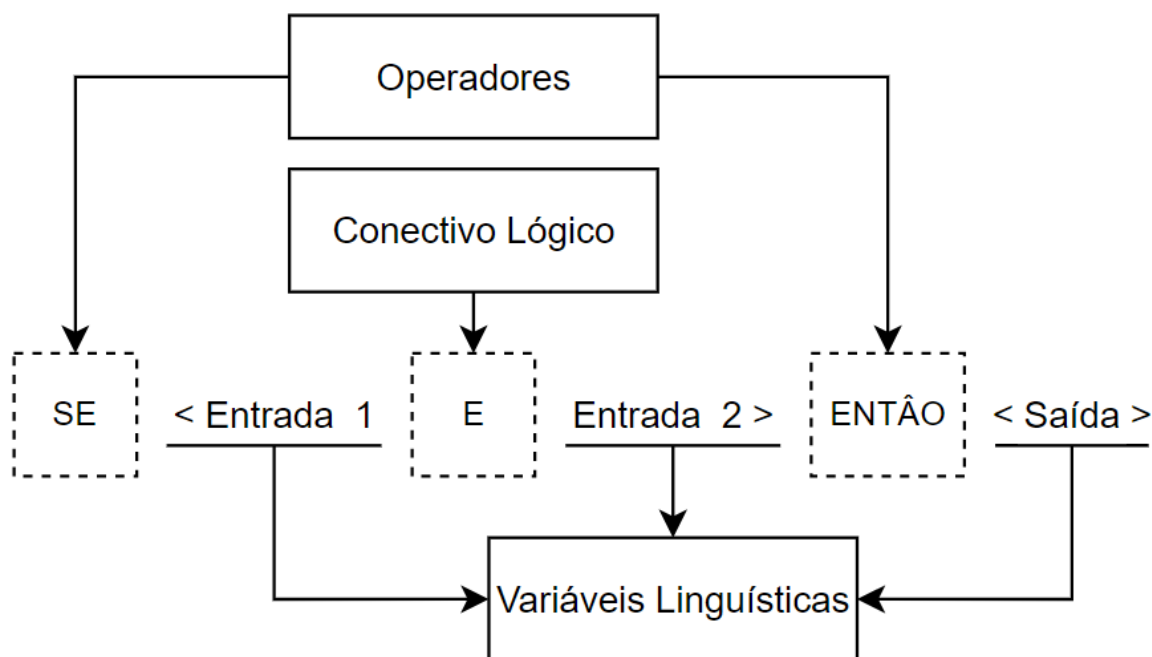 Operadores
Conectivo Lógico
SE
< Entrada 1
E
Entrada 2 >
ENTÂO
< Saída >
Variáveis Linguísticas